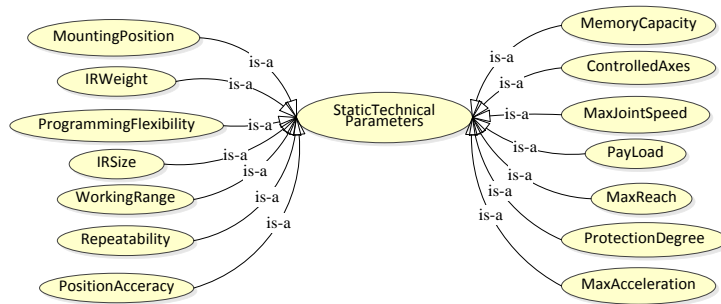 MountingPosition
is-a
IRWeight
is-a
ProgrammingFlexibility
is-a
IRSize
is-a
WorkingRange
is-a
Repeatability
is-a
PositionAcceracy
is-a
StaticTechnical
Parameters
MemoryCapacity
is-a
ControlledAxes
is-a
MaxJointSpeed
is-a
PayLoad
is-a
MaxReach
is-a
ProtectionDegree
is-a
MaxAcceleration
is-a